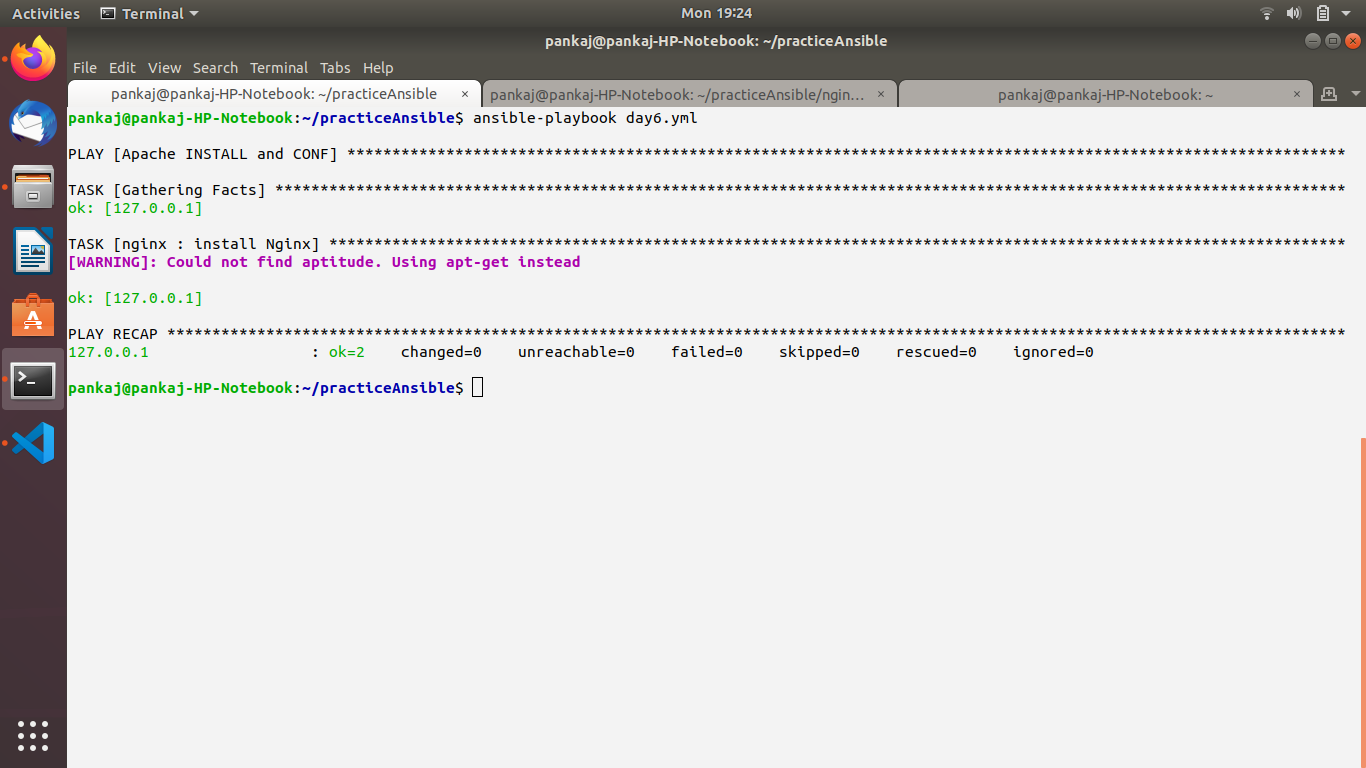 Activities Terminal Mon 19:24
pankaj@pankaj-HP-Notebook: ~/practiceAnsible
File Edit View Search Terminal Tabs Help
pankaj@pankaj-HP-Notebook: ~/practiceAnsible × pankaj@pankaj-HP-Notebook: ~/practiceAnsible/ngin... × pankaj@pankaj-HP-Notebook: ~ ×
pankaj@pankaj-HP-Notebook:~/practiceAnsible$ ansible-playbook day6.yml
PLAY [Apache INSTALL and CONF] ***************************************************************************************************************
TASK [Gathering Facts] ***********************************************************************************************************************
ok: [127.0.0.1]
TASK [nginx : install Nginx] *****************************************************************************************************************
[WARNING]: Could not find aptitude. Using apt-get instead
ok: [127.0.0.1]
PLAY RECAP ***********************************************************************************************************************************
127.0.0.1                  : ok=2    changed=0    unreachable=0    failed=0    skipped=0    rescued=0    ignored=0
pankaj@pankaj-HP-Notebook:~/practiceAnsible$